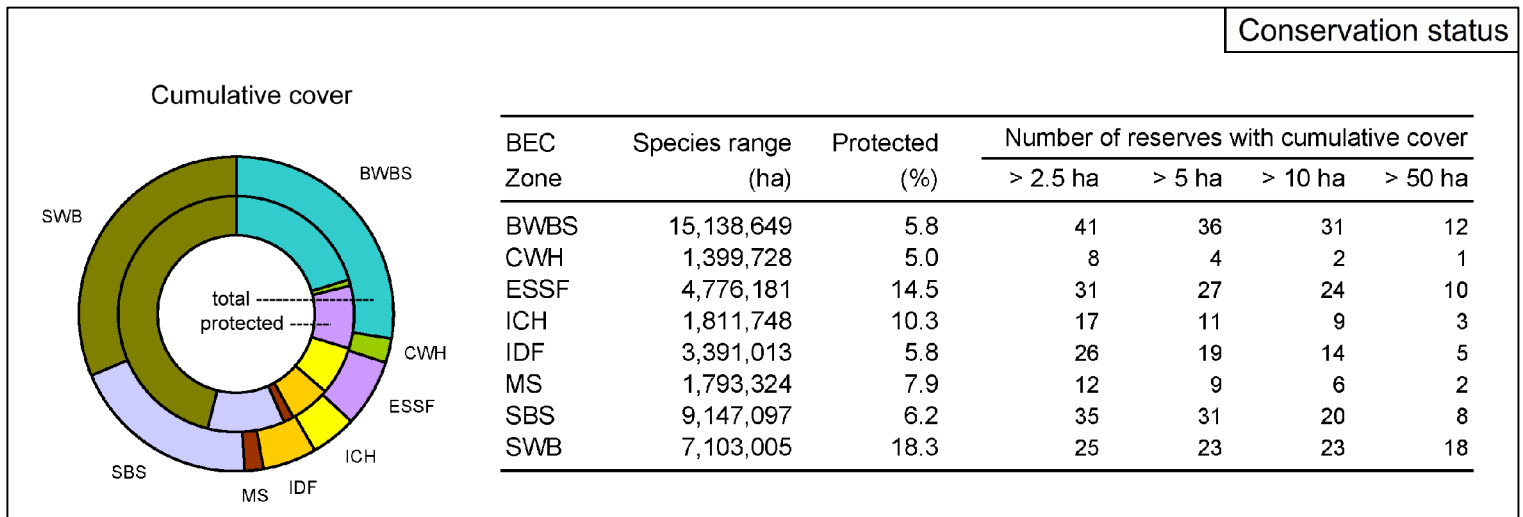 Conservation status
Cumulative cover
BWBS
SWB
total
protected
CWH
ESSF
ICH
IDF
MS
SBS
BEC Species range Protected Number of reserves with cumulative cover
Zone (ha) (%) > 2.5 ha > 5 ha > 10 ha > 50 ha
BWBS 15,138,649 5.8 41 36 31 12
CWH 1,399,728 5.0 8 4 2 1
ESSF 4,776,181 14.5 31 27 24 10
ICH 1,811,748 10.3 17 11 9 3
IDF 3,391,013 5.8 26 19 14 5
MS 1,793,324 7.9 12 9 6 2
SBS 9,147,097 6.2 35 31 20 8
SWB 7,103,005 18.3 25 23 23 18